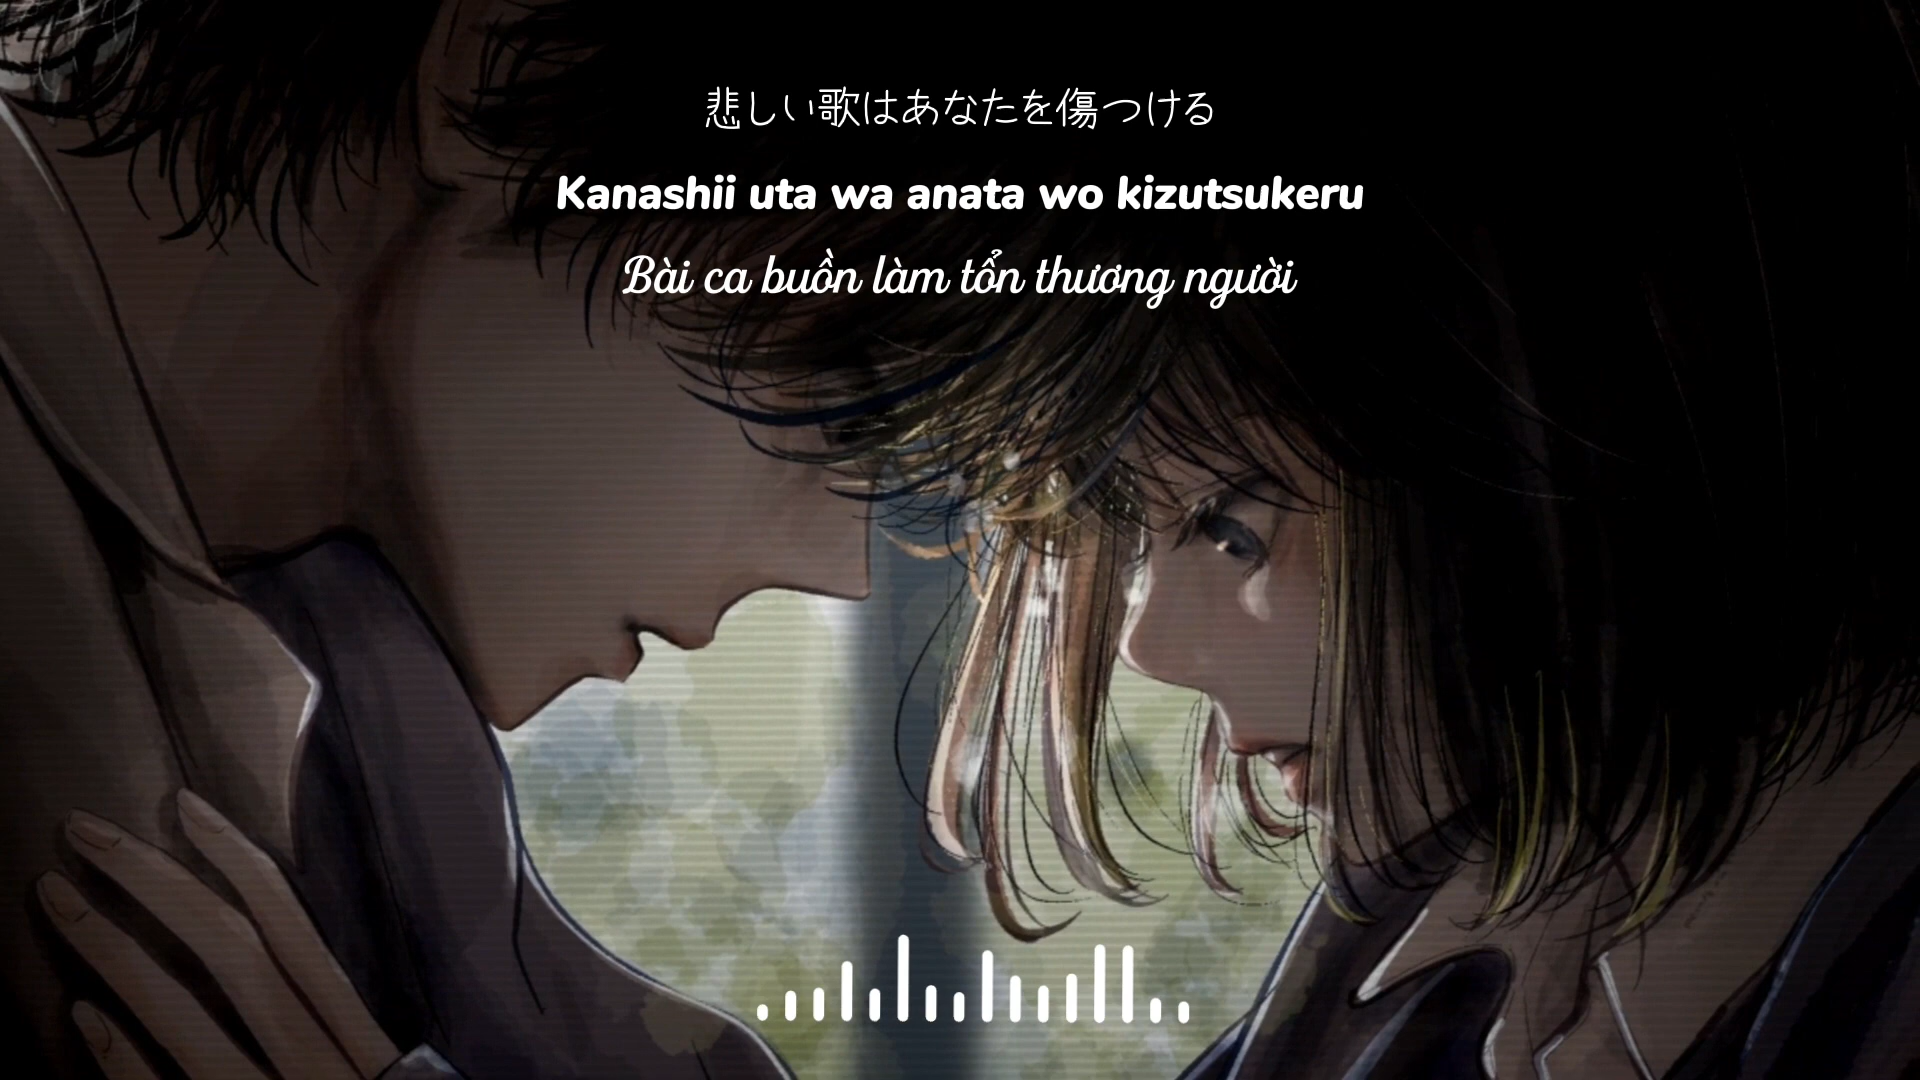 悲しい歌はあなたを傷つける
Kanashii uta wa anata wo kizutsukeru
Bài ca buồn làm tổn thương người